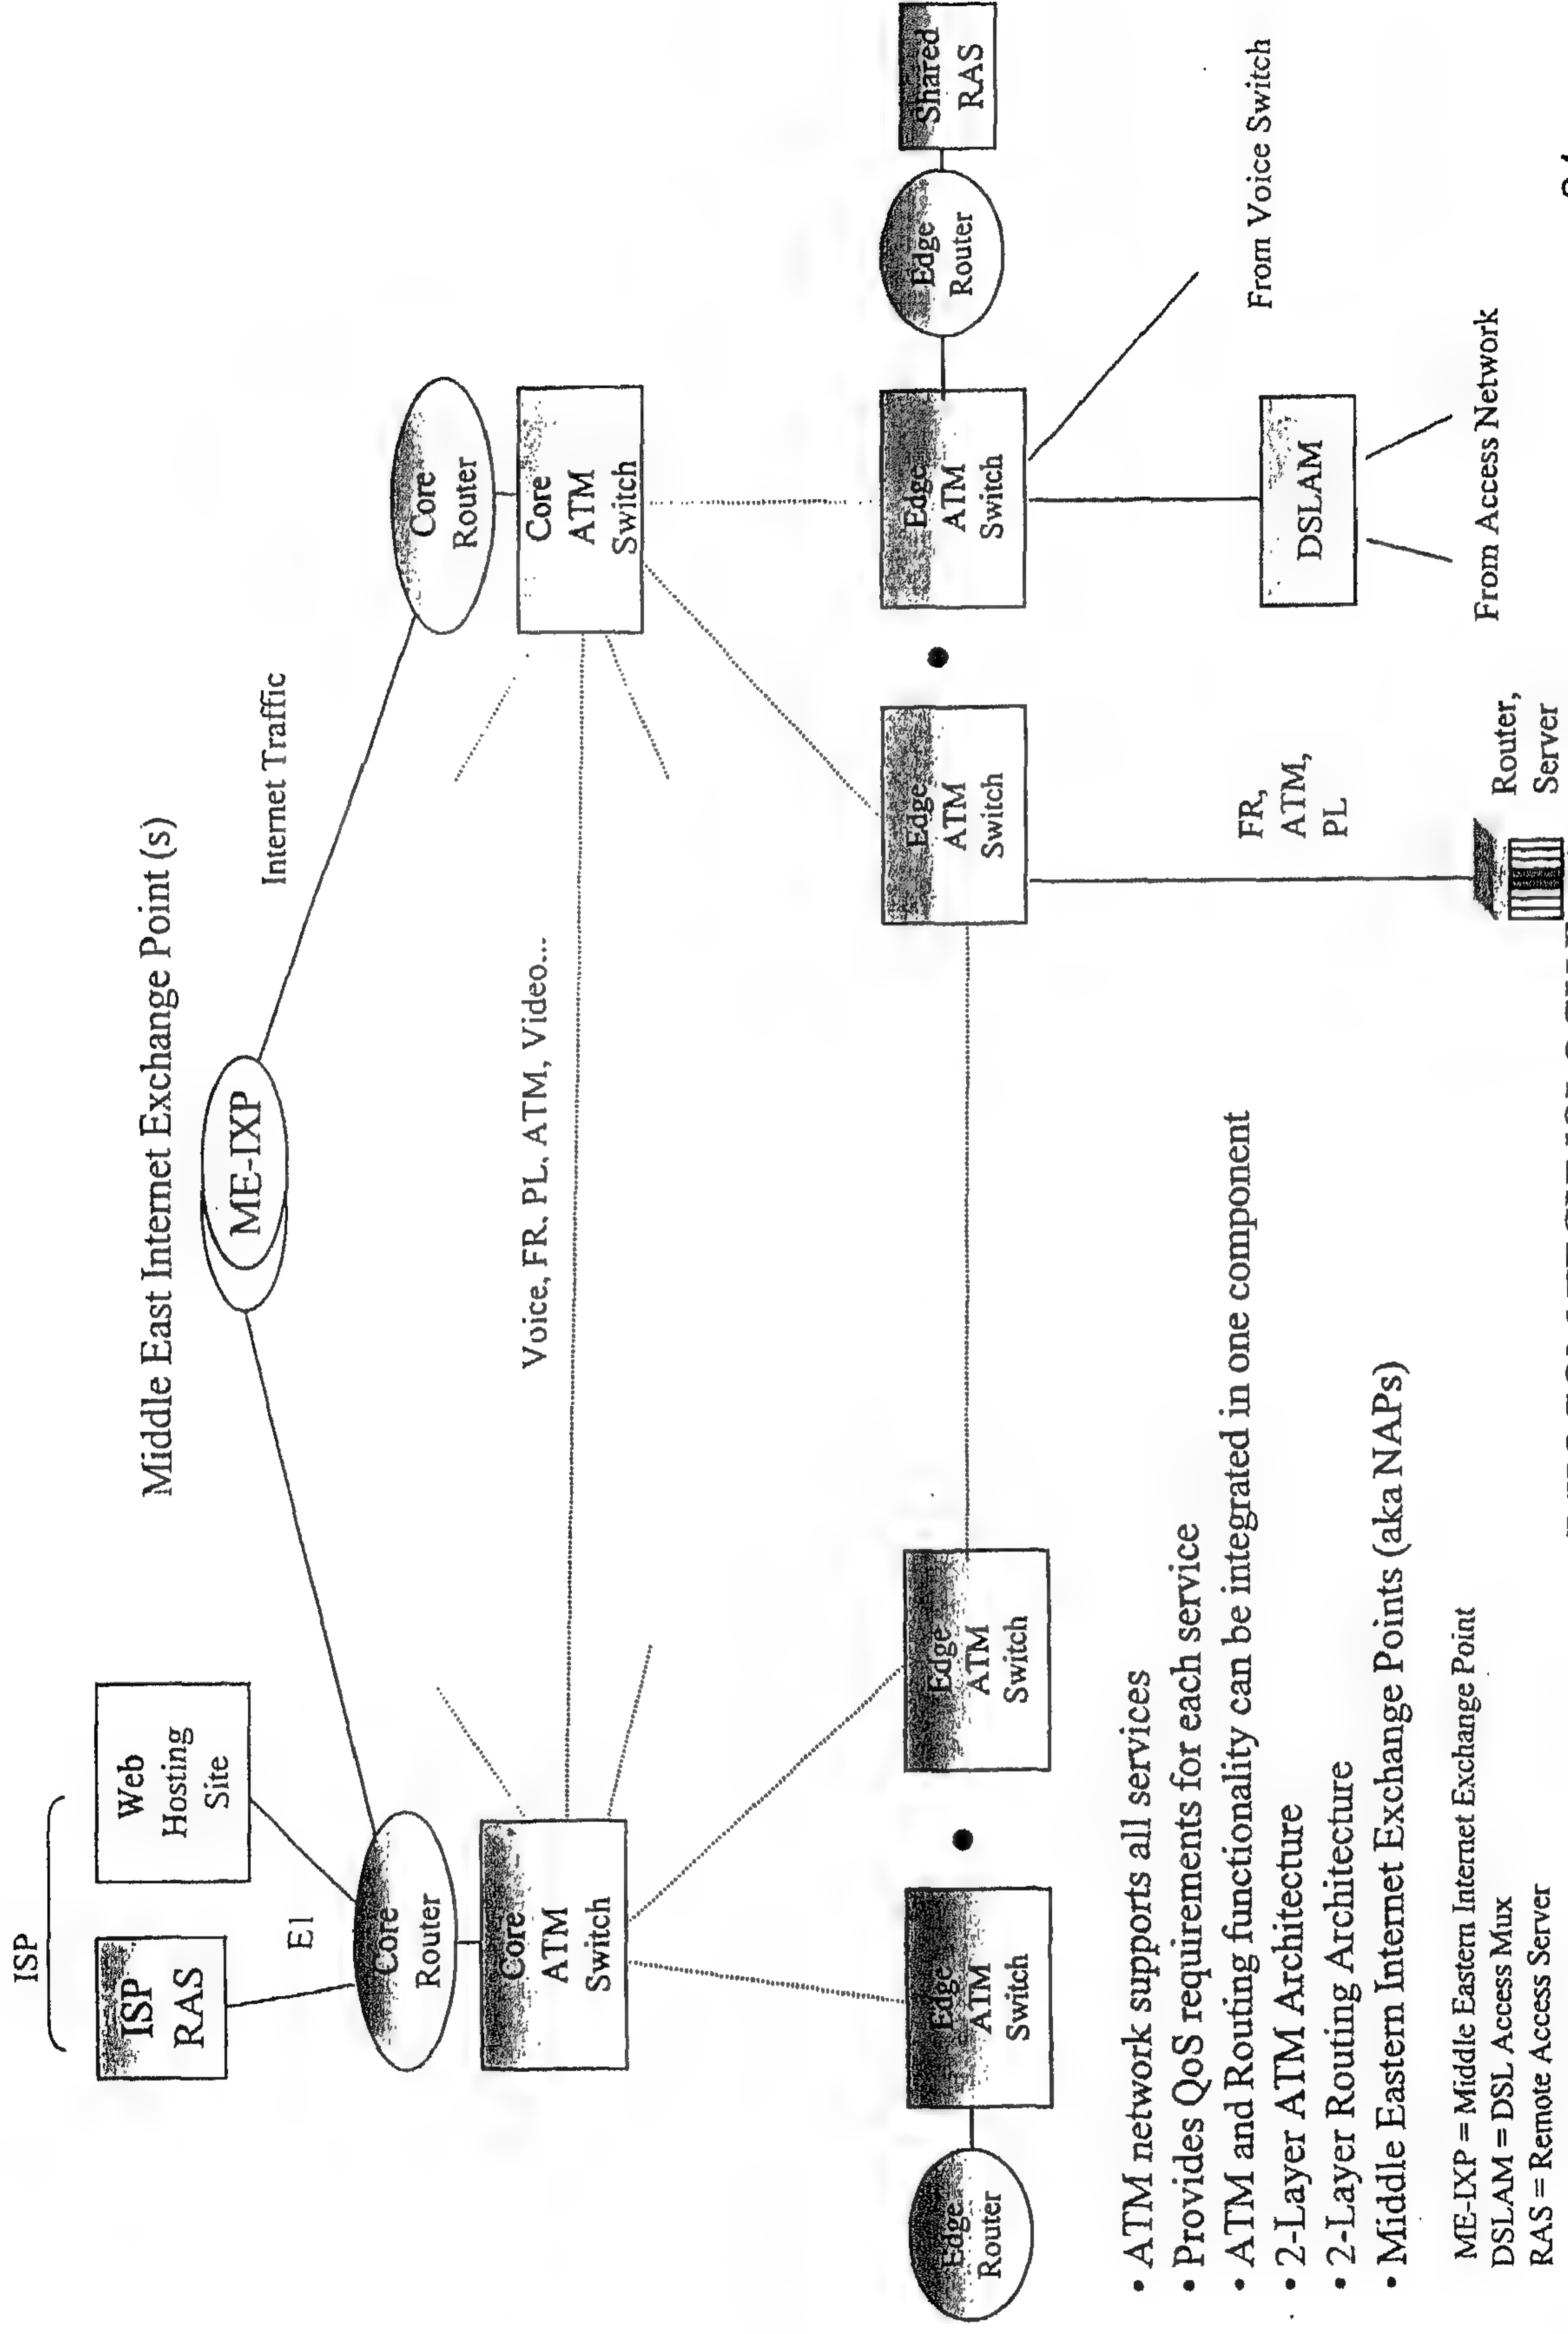 ISP
Middle East Internet Exchange Point (s)
ISP
RAS
Web
Hosting
Site
E1
ME-IXP
Internet Traffic
Core
Router
Core
Router
Core
ATM
Switch
Voice, FR, PL, ATM, Video...
Core
ATM
Switch
Edge
Router
Edge
ATM
Switch
Edge
ATM
Switch
Edge
ATM
Switch
Edge
ATM
Switch
Edge
Router
Shared
RAS
FR,
ATM,
PL
DSLAM
From Voice Switch
Router,
Server
From Access Network
• ATM network supports all services
• Provides QoS requirements for each service
• ATM and Routing functionality can be integrated in one component
• 2-Layer ATM Architecture
• 2-Layer Routing Architecture
• Middle Eastern Internet Exchange Points (aka NAPs)
ME-IXP = Middle Eastern Internet Exchange Point
DSLAM = DSL Access Mux
RAS = Remote Access Server